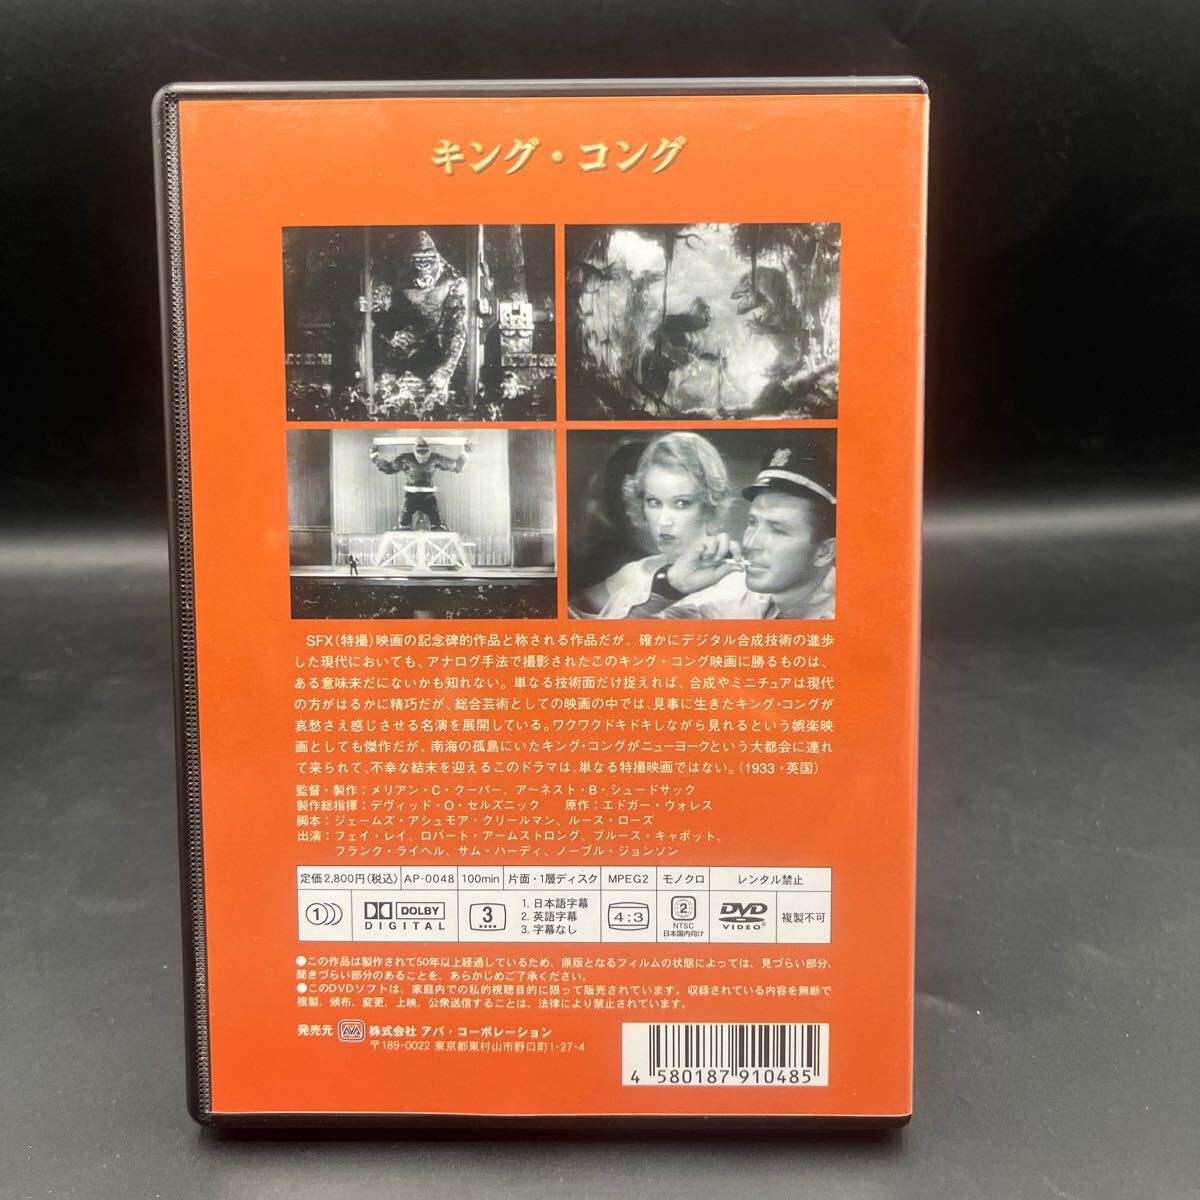 キング・コング
SFX(特撮)映画の記念碑的作品と称される作品だが、確かにデジタル合成技術の進歩
した現代においても、アナログ手法で撮影されたこのキング・コング映画に勝るものは、
ある意味未だにないかも知れない。単なる技術面だけ捉えれば、合成やミニチュアは現代
の方がはるかに精巧だが、総合芸術としての映画の中では、見事に生きたキング・コングが
哀愁さえ感じさせる名演を展開している。ワクワクドキドキしながら見れるという娯楽映
画としても傑作だが、南海の孤島にいたキング・コングがニューヨークという大都会に連れ
て来られて、不幸な結末を迎えるこのドラマは、単なる特撮映画ではない。(1933・英国)
監督・製作：メリアン・C・クーパー、アーネスト・B・シュードサック
製作総指揮：デヴィッド・O・セルズニック 原作：エドガー・ウォレス
脚本：ジェームズ・アシュモア・クリールマン、ルース・ローズ
出演：フェイ・レイ、ロバート・アームストロング、ブルース・キャボット、
フランク・ライヘル、サム・ハーディ、ノーブル・ジョンソン
定価2,800円(税込) AP-0048 100min 片面・1層ディスク MPEG2 モノクロ レンタル禁止
1 DOLBY DIGITAL 3 1. 日本語字幕 2. 英語字幕 3. 字幕なし 4:3 2 NTSC 日本国内向け DVD VIDEO 複製不可
●この作品は製作されて50年以上経過しているため、原版となるフィルムの状態によっては、見づらい部分、
聞きづらい部分のあることを、あらかじめご了承ください。
●このDVDソフトは、家庭内での私的視聴目的に限って販売されています。収録されている内容を無断で
複製、頒布、変更、上映、公衆送信することは、法律により禁止されています。
発売元 AVA 株式会社 アバ・コーポレーション
〒189-0022 東京都東村山市野口町1-27-4
4 580187 910485